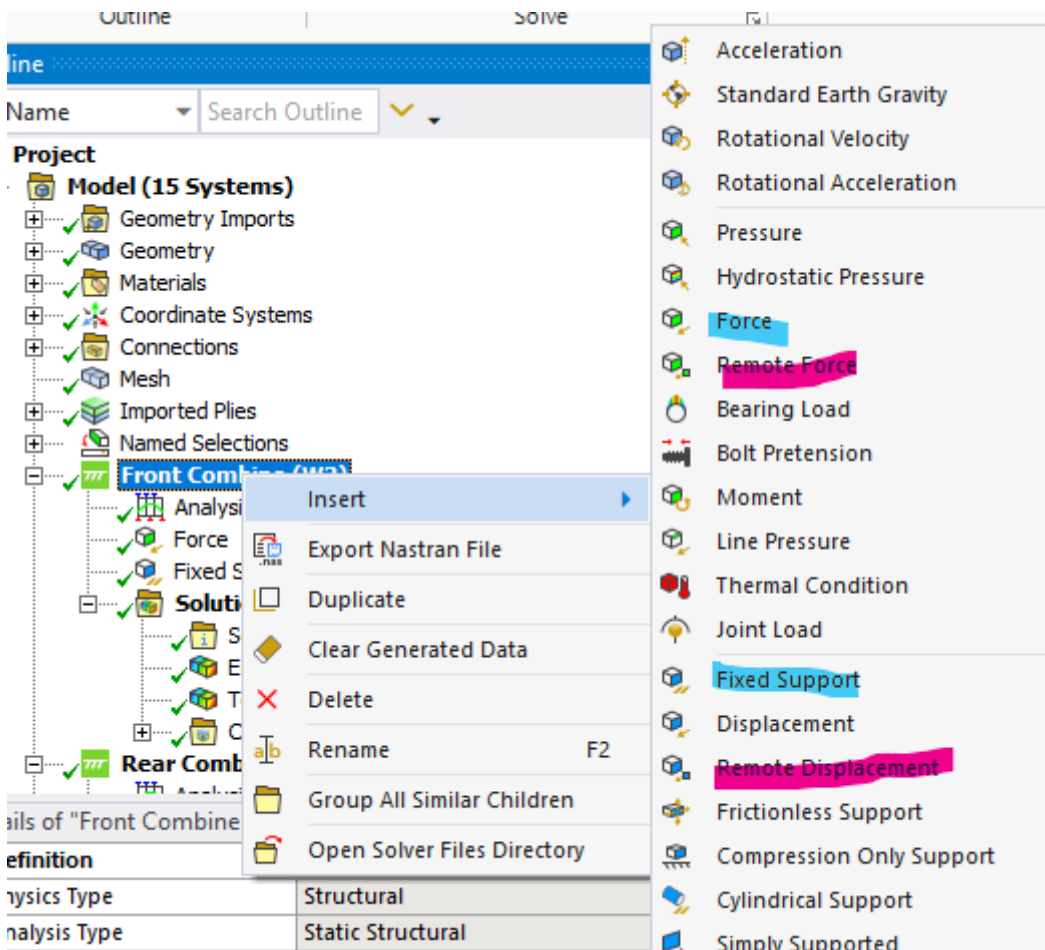 Outline
Solve
line
Name
Search Outline
Project
Model (15 Systems)
Geometry Imports
Geometry
Materials
Coordinate Systems
Connections
Mesh
Imported Plies
Named Selections
Front Combine (W2)
Analysi
Force
Fixed S
Soluti
S
E
T
C
Rear Comb
Analysi
ails of "Front Combine
efinition
hysics Type
Structural
nalysis Type
Static Structural
Insert
Export Nastran File
Duplicate
Clear Generated Data
Delete
Rename F2
Group All Similar Children
Open Solver Files Directory
Acceleration
Standard Earth Gravity
Rotational Velocity
Rotational Acceleration
Pressure
Hydrostatic Pressure
Force
Remote Force
Bearing Load
Bolt Pretension
Moment
Line Pressure
Thermal Condition
Joint Load
Fixed Support
Displacement
Remote Displacement
Frictionless Support
Compression Only Support
Cylindrical Support
Simply Supported